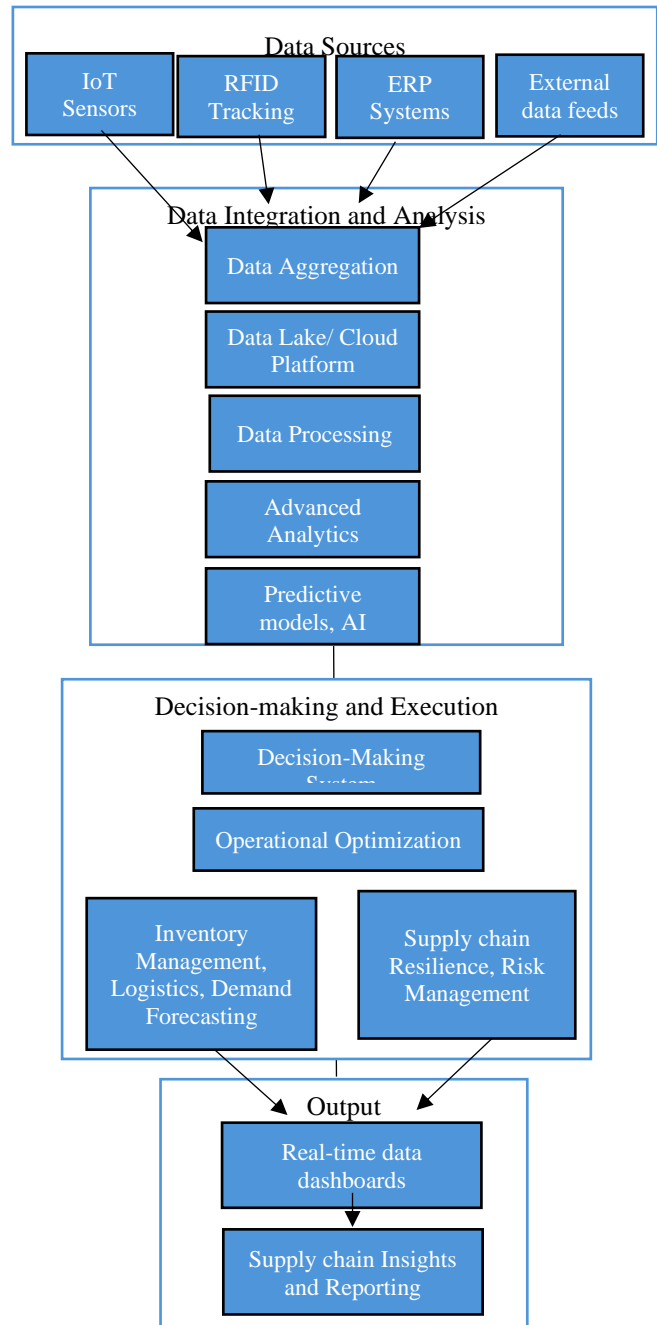 Data Sources
IoT
Sensors
RFID
Tracking
ERP
Systems
External
data feeds
Data Integration and Analysis
Data Aggregation
Data Lake/ Cloud
Platform
Data Processing
Advanced
Analytics
Predictive
models, AI
Decision-making and Execution
Decision-Making
System
Operational Optimization
Inventory
Management,
Logistics, Demand
Forecasting
Supply chain
Resilience, Risk
Management
Output
Real-time data
dashboards
Supply chain Insights
and Reporting